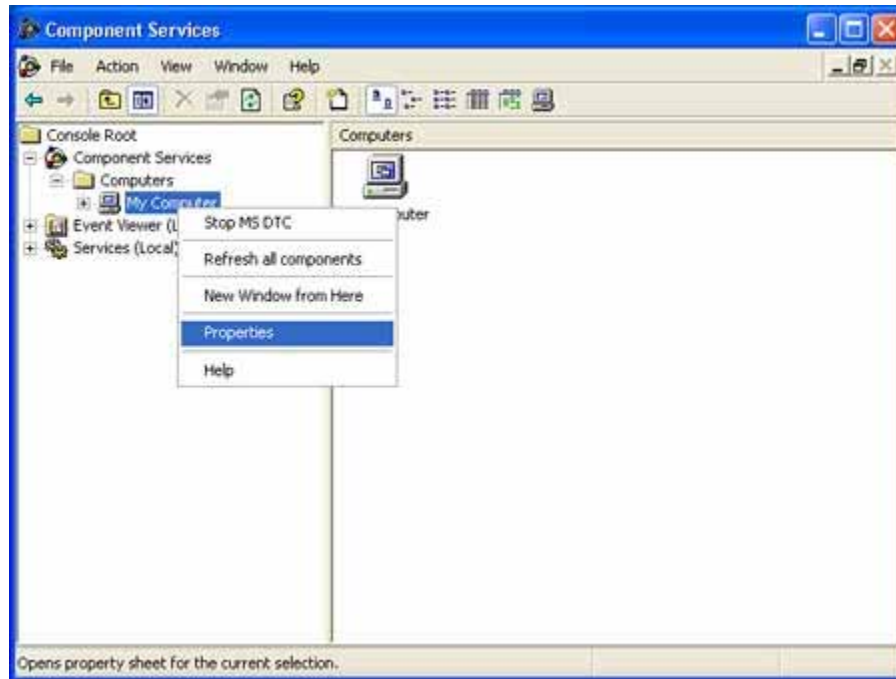 Component Services
File Action View Window Help
Console Root
Component Services
Computers
My Computer
Event Viewer (L
Services (Local)
Computers
uter
Stop MS DTC
Refresh all components
New Window from Here
Properties
Help
Opens property sheet for the current selection.